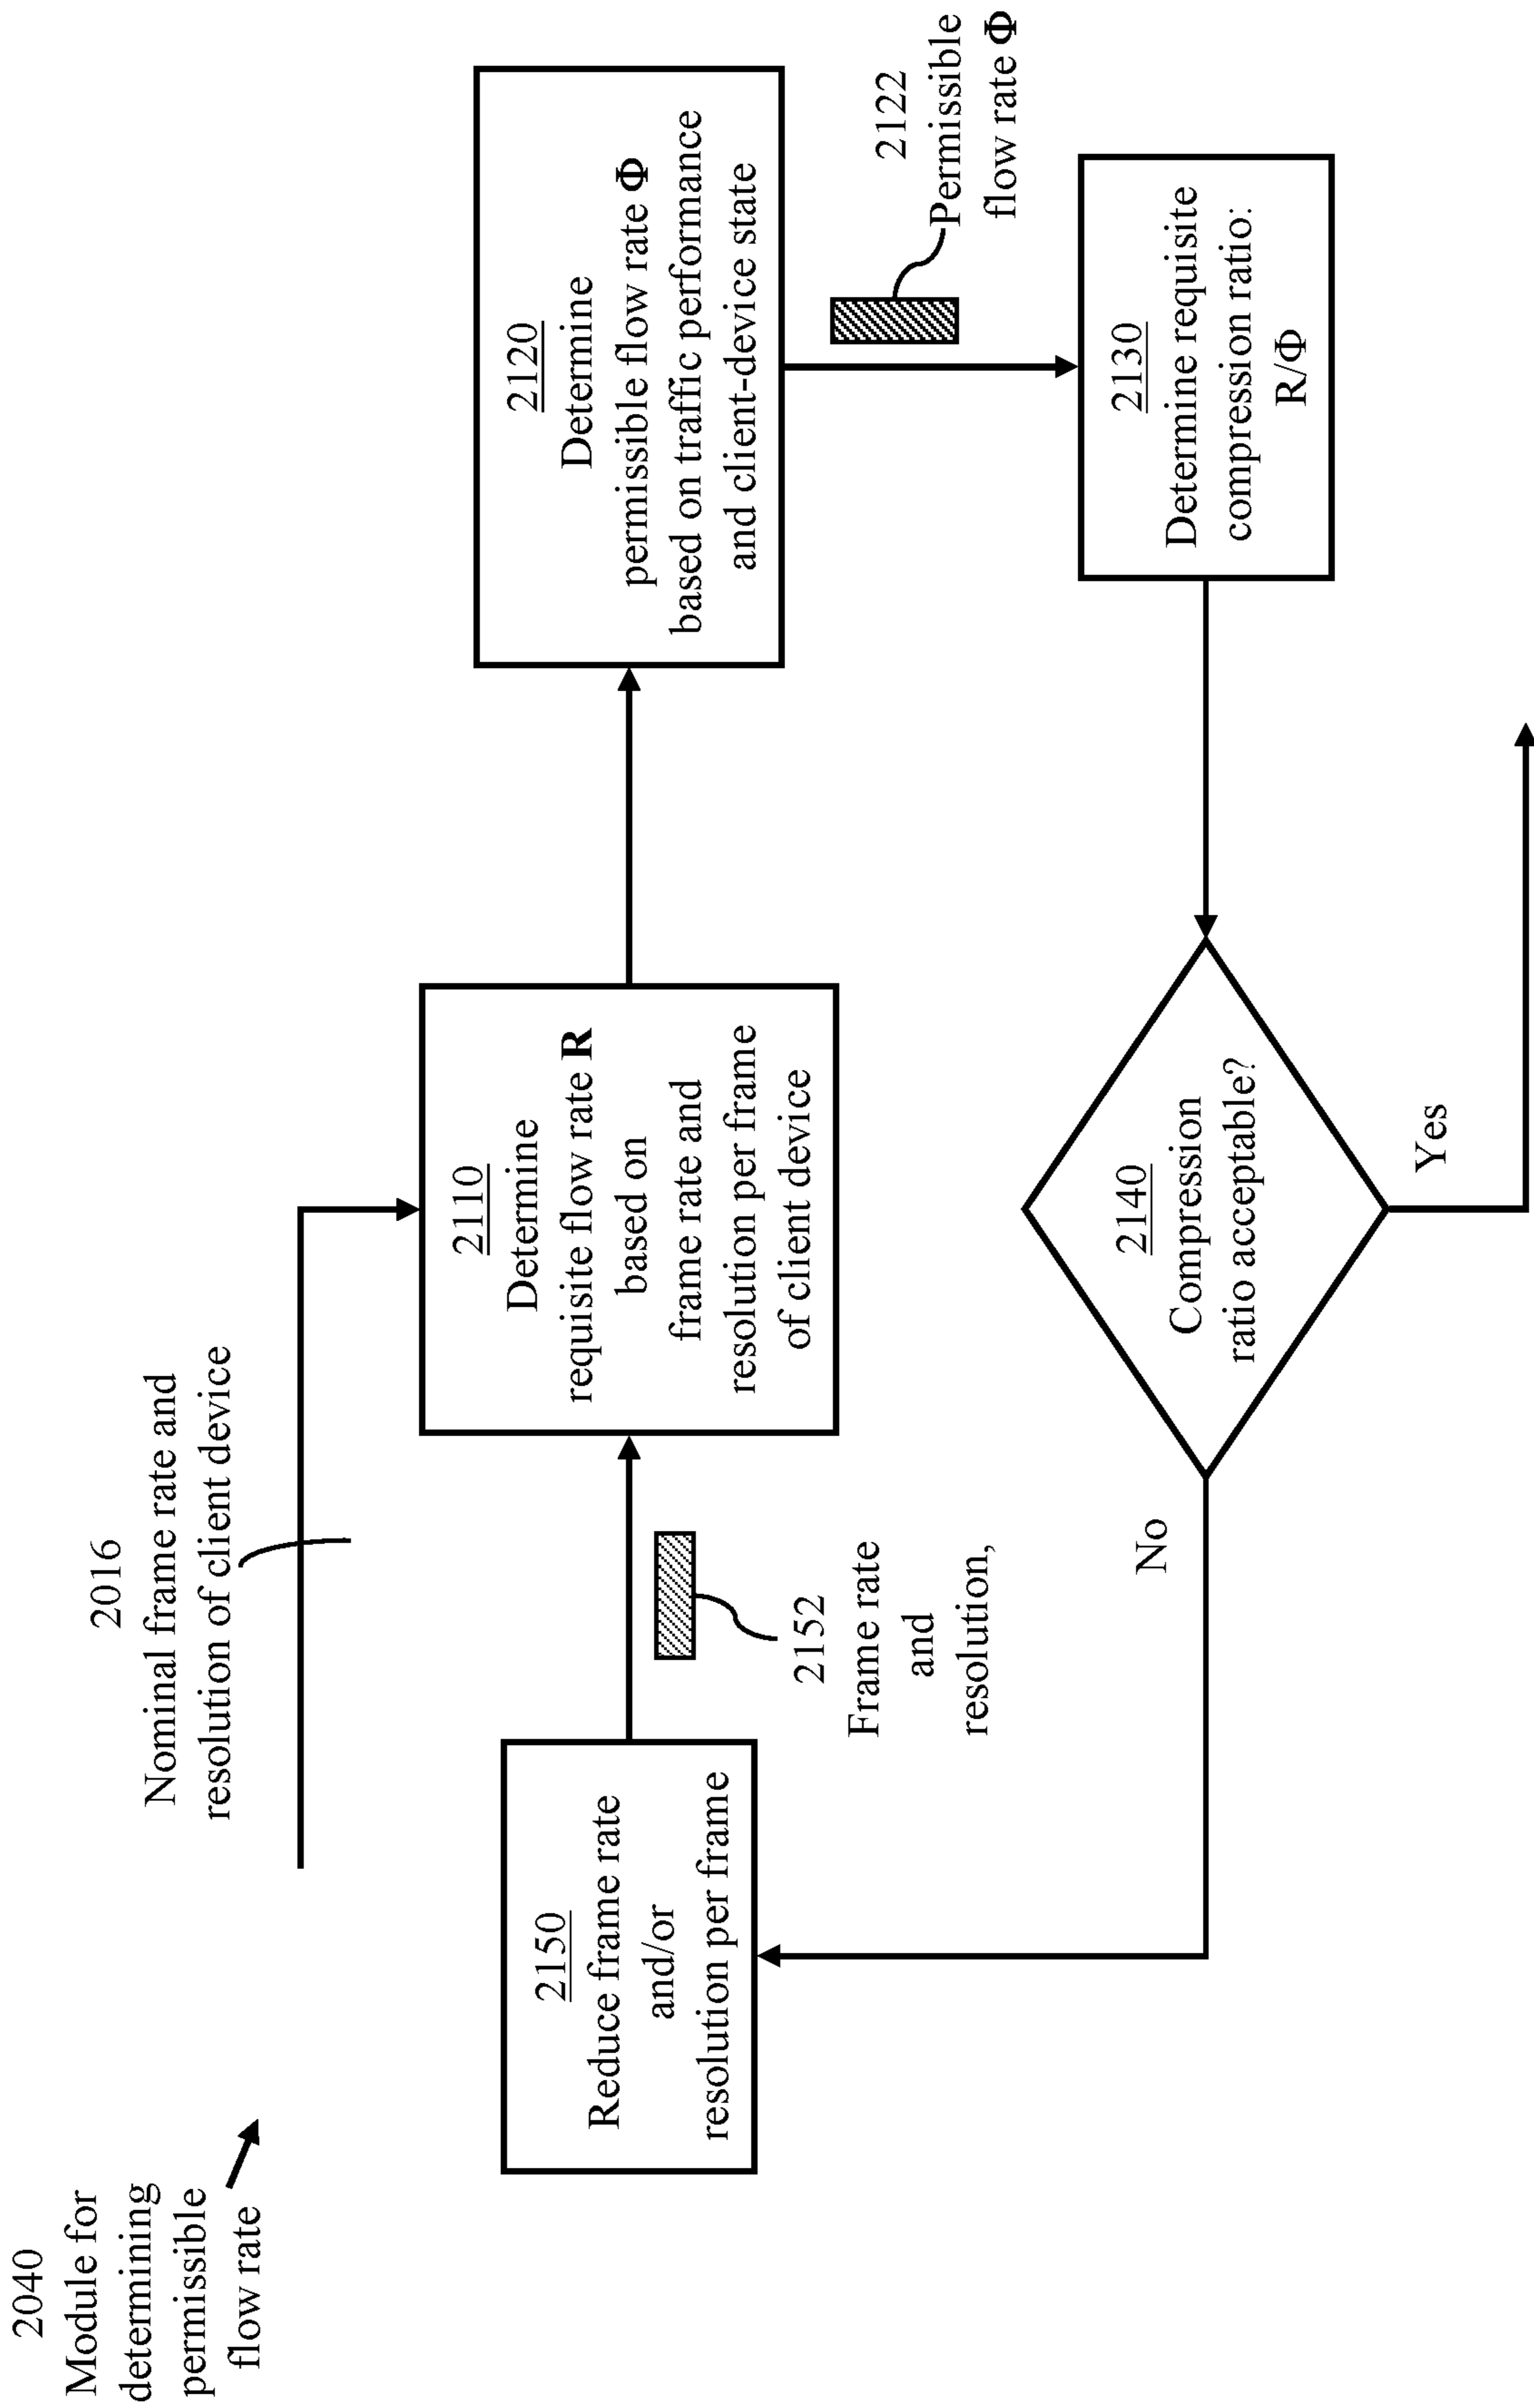 2040
Module for
determining
permissible
flow rate
2016
Nominal frame rate and
resolution of client device
2150
Reduce frame rate
and/or
resolution per frame
2152
Frame rate
and
resolution,
2110
Determine
requisite flow rate R
based on
frame rate and
resolution per frame
of client device
2120
Determine
permissible flow rate Φ
based on traffic performance
and client-device state
2122
Permissible
flow rate Φ
2130
Determine requisite
compression ratio:
R/Φ
2140
Compression
ratio acceptable?
No
Yes